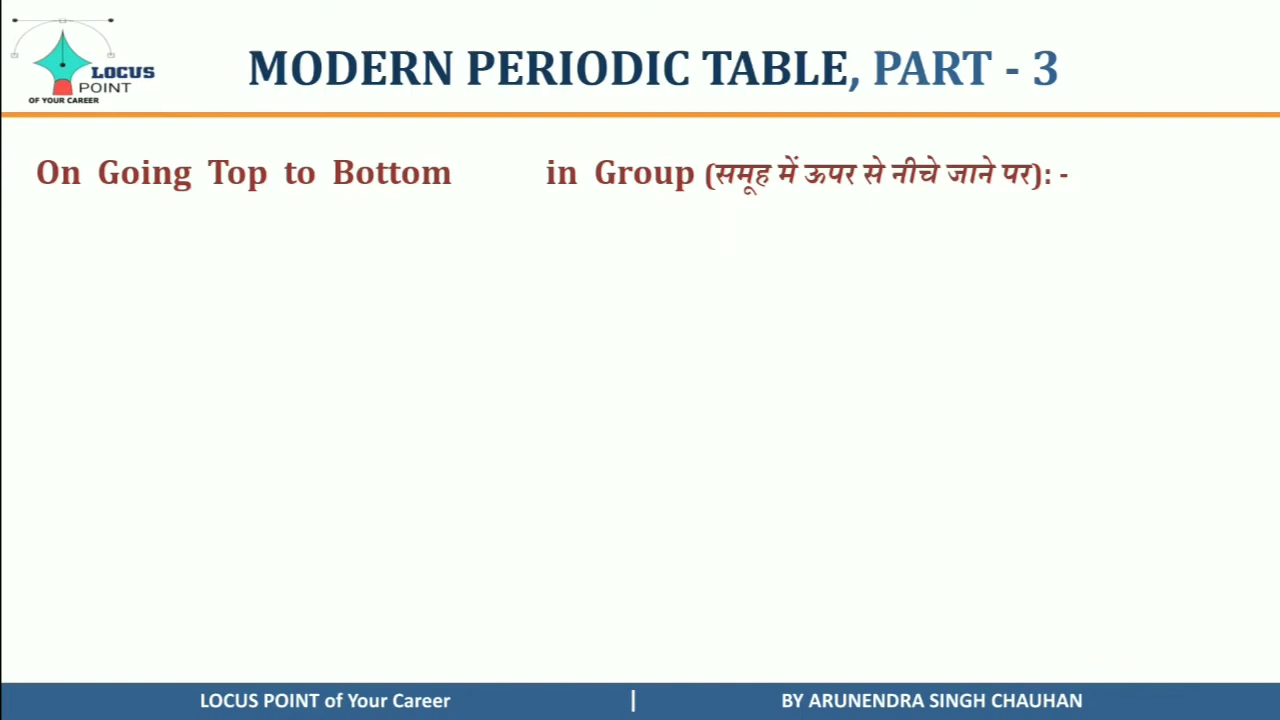 LOCUS
POINT
OF YOUR CAREER
MODERN PERIODIC TABLE, PART - 3
On Going Top to Bottom in Group (समूह में ऊपर से नीचे जाने पर): -
LOCUS POINT of Your Career | BY ARUNENDRA SINGH CHAUHAN